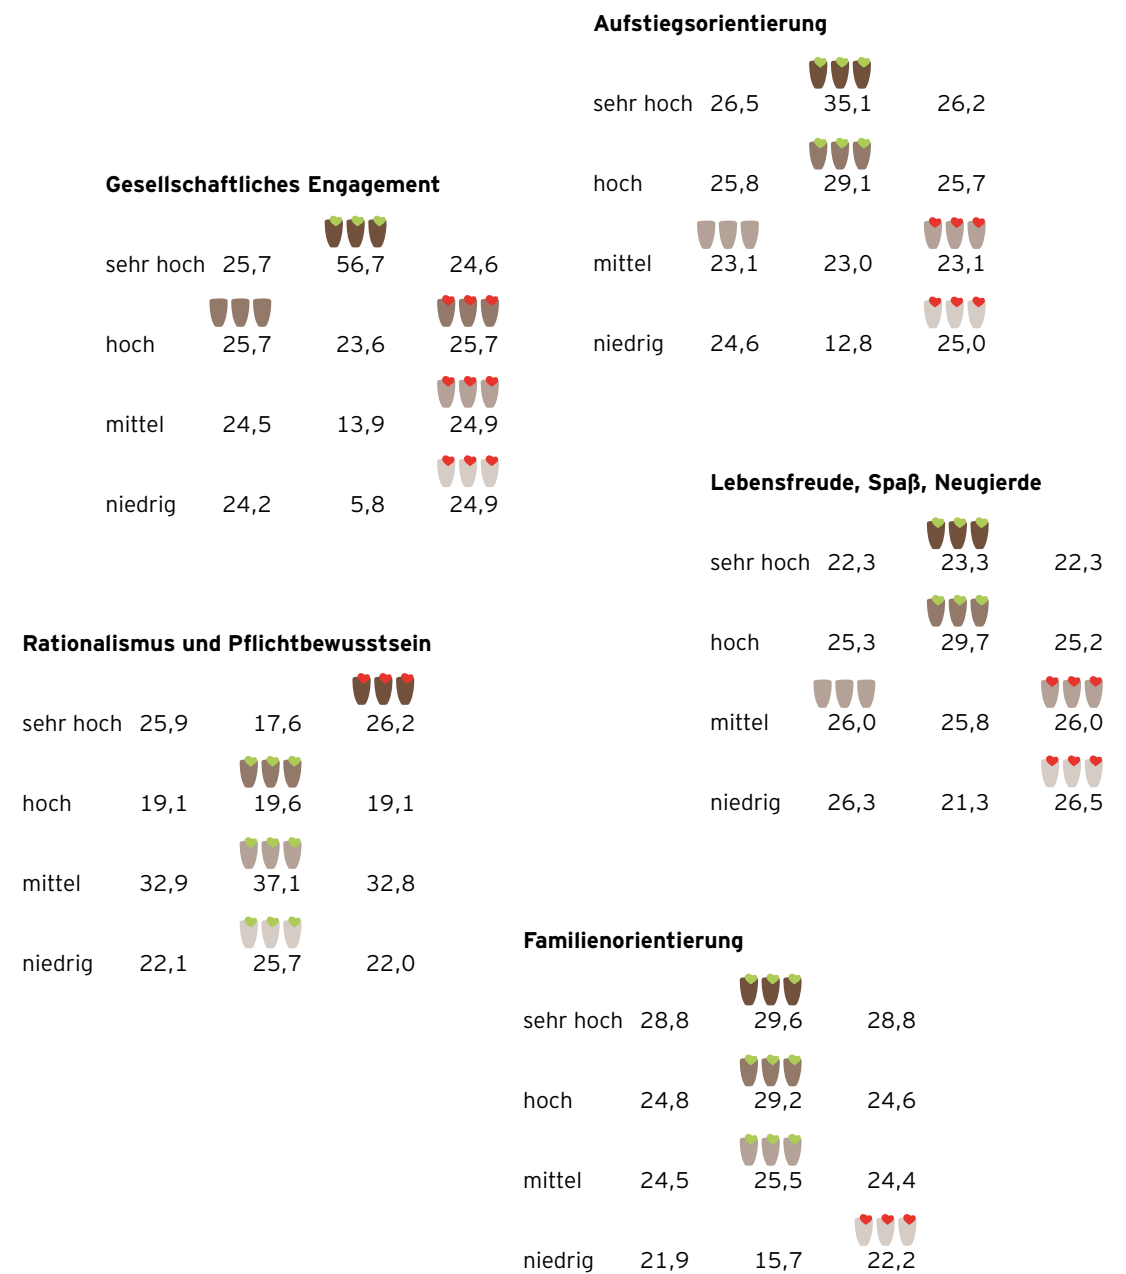 Aufstiegsorientierung
sehr hoch 26,5 35,1 26,2
hoch 25,8 29,1 25,7
mittel 23,1 23,0 23,1
niedrig 24,6 12,8 25,0
Gesellschaftliches Engagement
sehr hoch 25,7 56,7 24,6
hoch 25,7 23,6 25,7
mittel 24,5 13,9 24,9
niedrig 24,2 5,8 24,9
Lebensfreude, Spaß, Neugierde
sehr hoch 22,3 23,3 22,3
hoch 25,3 29,7 25,2
mittel 26,0 25,8 26,0
niedrig 26,3 21,3 26,5
Rationalismus und Pflichtbewusstsein
sehr hoch 25,9 17,6 26,2
hoch 19,1 19,6 19,1
mittel 32,9 37,1 32,8
niedrig 22,1 25,7 22,0
Familienorientierung
sehr hoch 28,8 29,6 28,8
hoch 24,8 29,2 24,6
mittel 24,5 25,5 24,4
niedrig 21,9 15,7 22,2